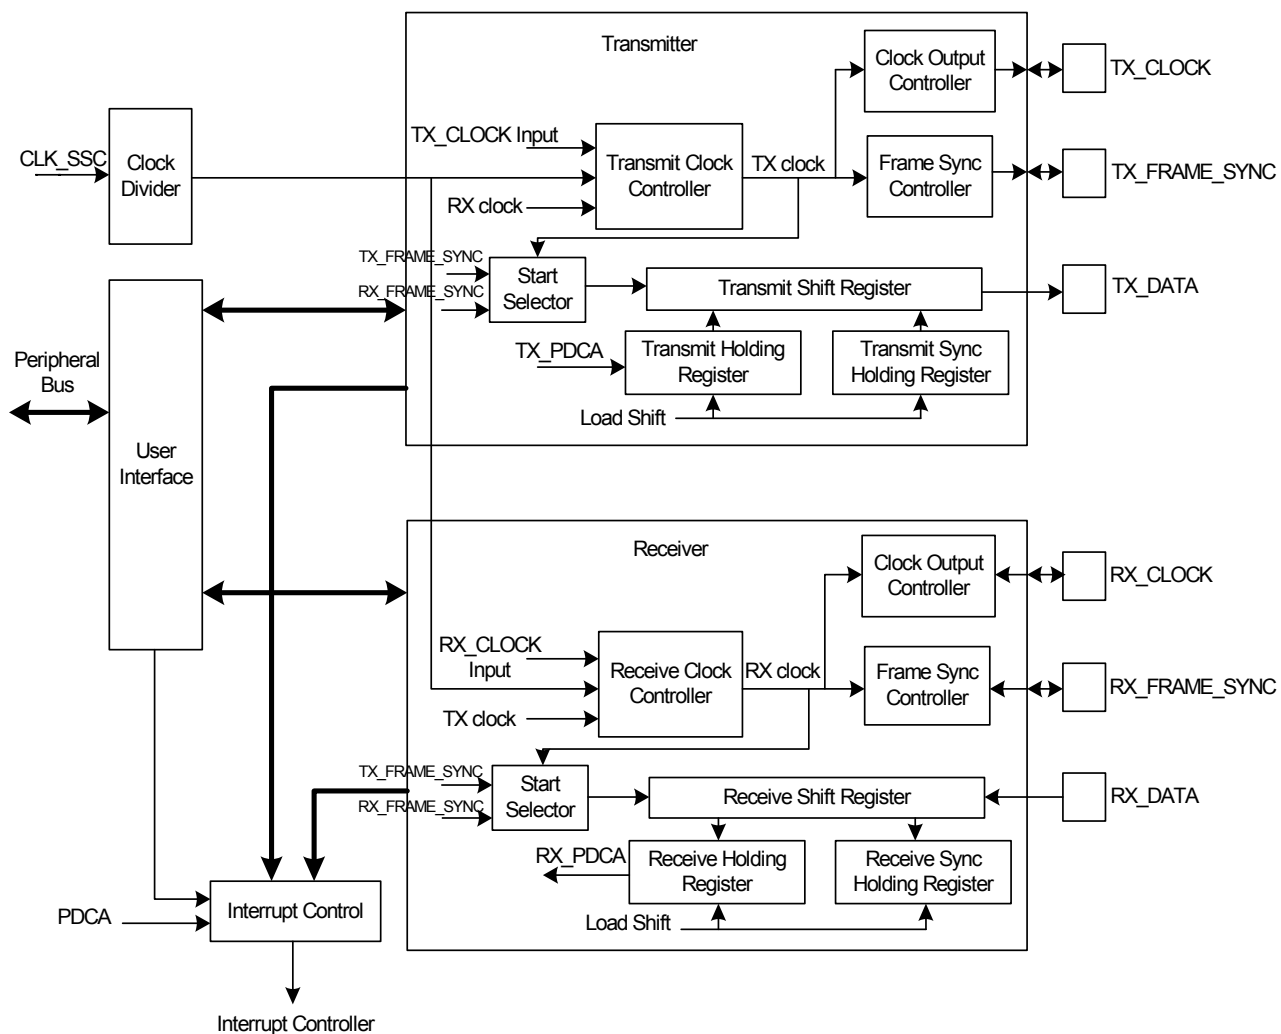 Transmitter
Clock Output
Controller
TX_CLOCK
CLK_SSC
Clock
Divider
TX_CLOCK Input
Transmit Clock
Controller
TX clock
Frame Sync
Controller
TX_FRAME_SYNC
RX clock
TX_FRAME_SYNC
RX_FRAME_SYNC
Start
Selector
Transmit Shift Register
TX_DATA
TX_PDCA
Transmit Holding
Register
Transmit Sync
Holding Register
Load Shift
Peripheral
Bus
User
Interface
Receiver
Clock Output
Controller
RX_CLOCK
RX_CLOCK
Input
Receive Clock
Controller
RX clock
Frame Sync
Controller
RX_FRAME_SYNC
TX clock
TX_FRAME_SYNC
RX_FRAME_SYNC
Start
Selector
Receive Shift Register
RX_DATA
RX_PDCA
Receive Holding
Register
Receive Sync
Holding Register
Load Shift
PDCA
Interrupt Control
Interrupt Controller